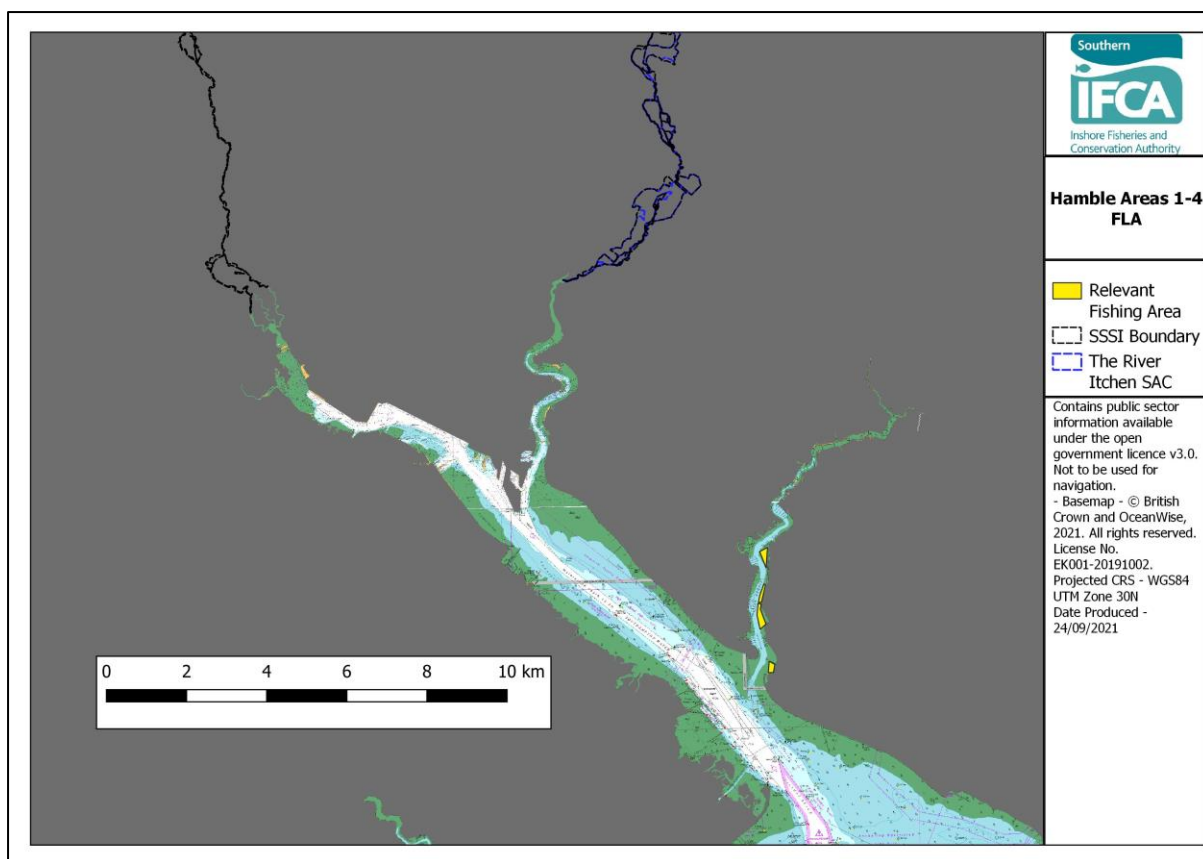 Southern
IFCA
Inshore Fisheries and
Conservation Authority
Hamble Areas 1-4
FLA
Relevant
Fishing Area
SSSI Boundary
The River
Itchen SAC
Contains public sector
information available
under the open
government licence v3.0.
Not to be used for
navigation.
- Basemap - © British
Crown and OceanWise,
2021. All rights reserved.
License No.
EK001-20191002.
Projected CRS - WGS84
UTM Zone 30N
Date Produced -
24/09/2021
0 2 4 6 8 10 km